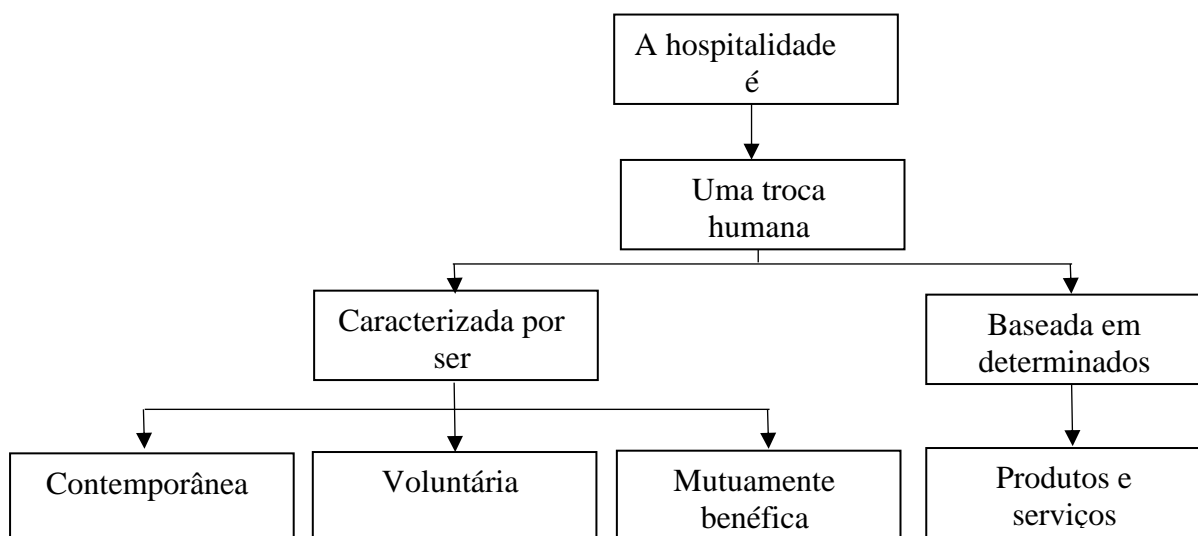 A hospitalidade
é
Uma troca
humana
Caracterizada por
ser
Baseada em
determinados
Contemporânea
Voluntária
Mutuamente
benéfica
Produtos e
serviços